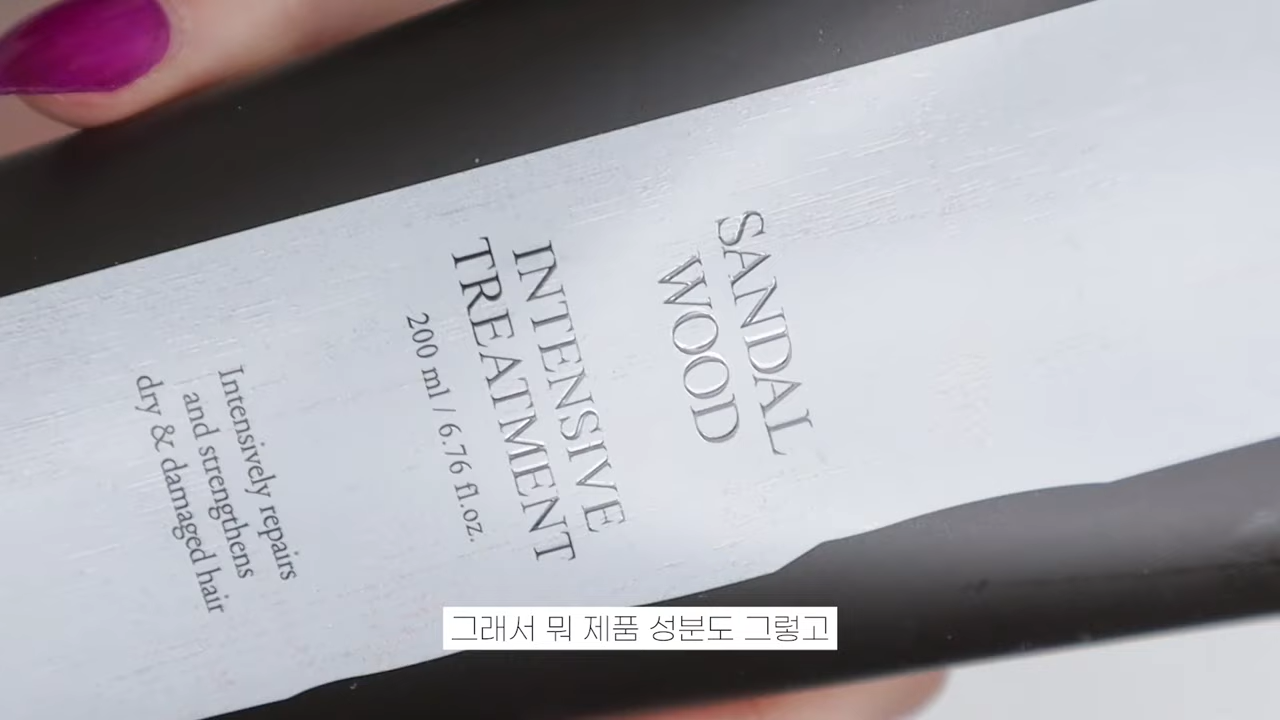 SANDAL
WOOD
INTENSIVE
TREATMENT
200 ml / 6.76 fl.oz.
Intensively repairs
and strengthens
dry & damaged hair
그래서 뭐 제품 성분도 그렇고